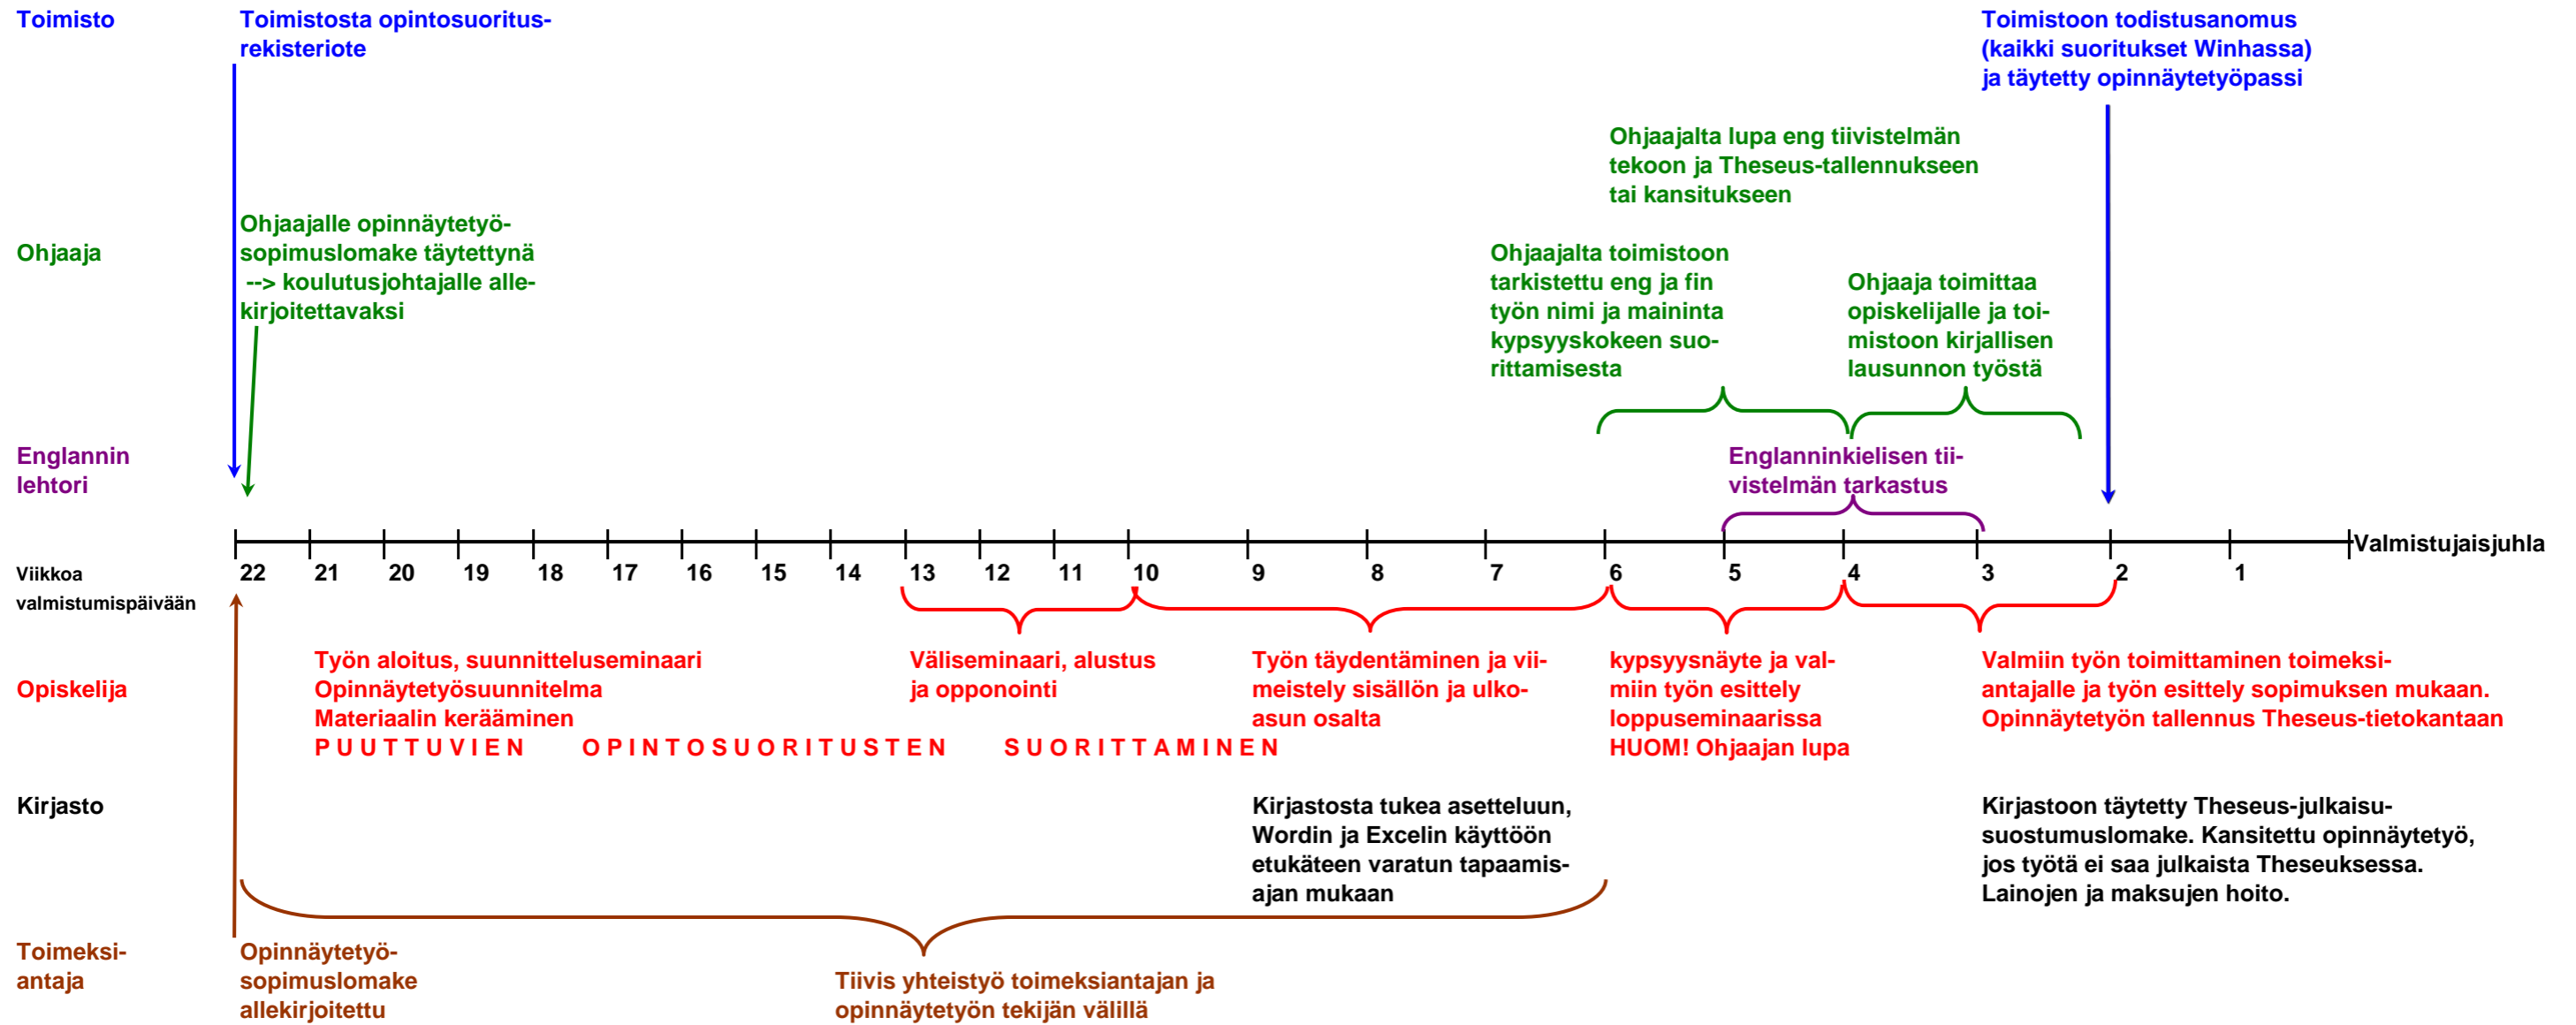 Toimisto
Toimistosta opintosuoritus-
rekisteriote
Toimistoon todistusanomus
(kaikki suoritukset Winhassa)
ja täytetty opinnäytetyöpassi
Ohjaajalta lupa eng tiivistelmän
tekoon ja Theseus-tallennukseen
tai kansitukseen
Ohjaaja
Ohjaajalle opinnäytetyö-
sopimuslomake täytettynä
--> koulutusjohtajalle alle-
kirjoitettavaksi
Ohjaajalta toimistoon
tarkistettu eng ja fin
työn nimi ja maininta
kypsyyskokeen suo-
rittamisesta
Ohjaaja toimittaa
opiskelijalle ja toi-
mistoon kirjallisen
lausunnon työstä
Englannin
lehtori
Englanninkielisen tii-
vistelmän tarkastus
Valmistujaisjuhla
Viikkoa
valmistumispäivään
22 21 20 19 18 17 16 15 14 13 12 11 10 9 8 7 6 5 4 3 2 1
Opiskelija
Työn aloitus, suunnitteluseminaari
Opinnäytetyösuunnitelma
Materiaalin kerääminen
P U U T T U V I E N O P I N T O S U O R I T U S T E N S U O R I T T A M I N E N
Väliseminaari, alustus
ja opponointi
Työn täydentäminen ja vii-
meistely sisällön ja ulko-
asun osalta
kypsyysnäyte ja val-
miin työn esittely
loppuseminaarissa
HUOM! Ohjaajan lupa
Valmiin työn toimittaminen toimeksi-
antajalle ja työn esittely sopimuksen mukaan.
Opinnäytetyön tallennus Theseus-tietokantaan
Kirjasto
Kirjastosta tukea asetteluun,
Wordin ja Excelin käyttöön
etukäteen varatun tapaamis-
ajan mukaan
Kirjastoon täytetty Theseus-julkaisu-
suostumuslomake. Kansitettu opinnäytetyö,
jos työtä ei saa julkaista Theseuksessa.
Lainojen ja maksujen hoito.
Toimeksi-
antaja
Opinnäytetyö-
sopimuslomake
allekirjoitettu
Tiivis yhteistyö toimeksiantajan ja
opinnäytetyön tekijän välillä